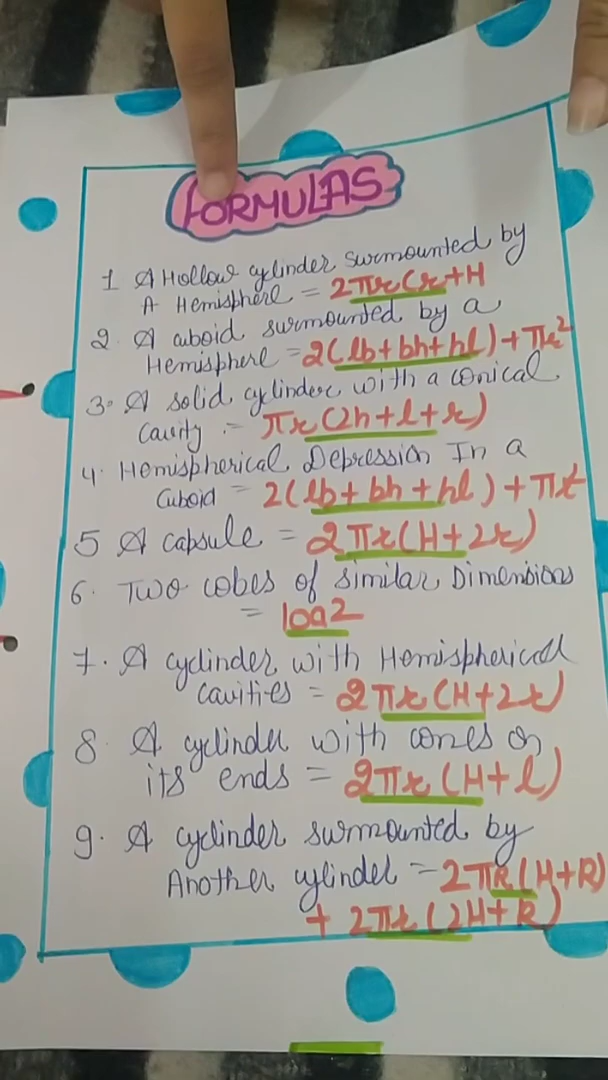 FORMULAS
1 A Hollow cylinder surmounted by
A Hemisphere = 2πr(r+H
2. A cuboid surmounted by a
Hemisphere = 2(lb+bh+hl)+πr²
3. A solid cylinder with a conical
Cavity = πr(2h+l+r)
4. Hemispherical Depression In a
Cuboid = 2(lb+bh+hl)+πr
5 A capsule = 2πr(H+2r)
6. Two cobes of similar Dimensions
= 10a2
7. A cylinder with Hemispherical
cavities = 2πr(H+2r)
8 A cylinder with cones on
its ends = 2πr(H+l)
9. A cylinder surmounted by
Another cylinder = 2πR(H+R)
+ 2πr(2H+R)